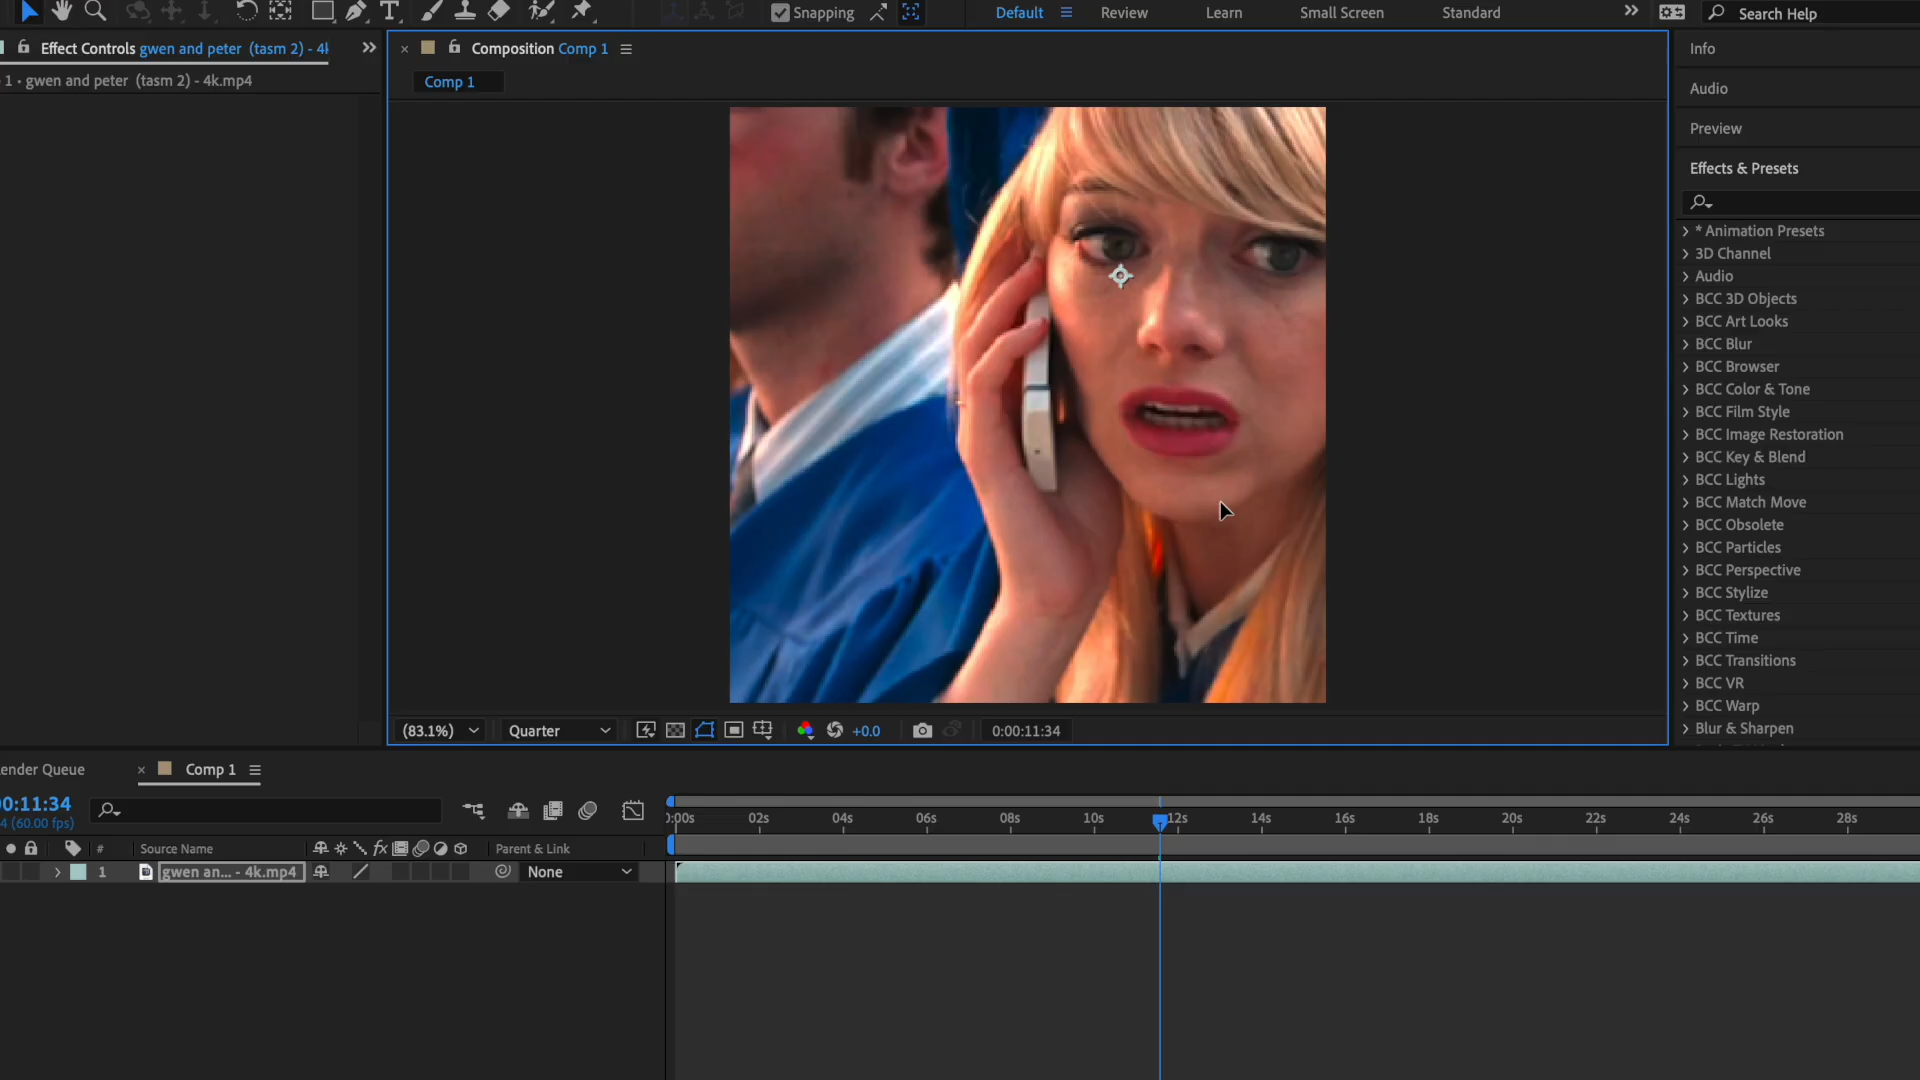 Snapping
Default
Review
Learn
Small Screen
Standard
Search Help
Effect Controls gwen and peter (tasm 2) - 4k
Composition Comp 1
Info
1 • gwen and peter (tasm 2) - 4k.mp4
Comp 1
Audio
Preview
Effects & Presets
* Animation Presets
3D Channel
Audio
BCC 3D Objects
BCC Art Looks
BCC Blur
BCC Browser
BCC Color & Tone
BCC Film Style
BCC Image Restoration
BCC Key & Blend
BCC Lights
BCC Match Move
BCC Obsolete
BCC Particles
BCC Perspective
BCC Stylize
BCC Textures
BCC Time
BCC Transitions
BCC VR
BCC Warp
Blur & Sharpen
(83.1%)
Quarter
+0.0
0:00:11:34
ender Queue
Comp 1
00:11:34
4 (60.00 fps)
0:00s 02s 04s 06s 08s 10s 12s 14s 16s 18s 20s 22s 24s 26s 28s
# Source Name fx Parent & Link
1 gwen an... - 4k.mp4 None